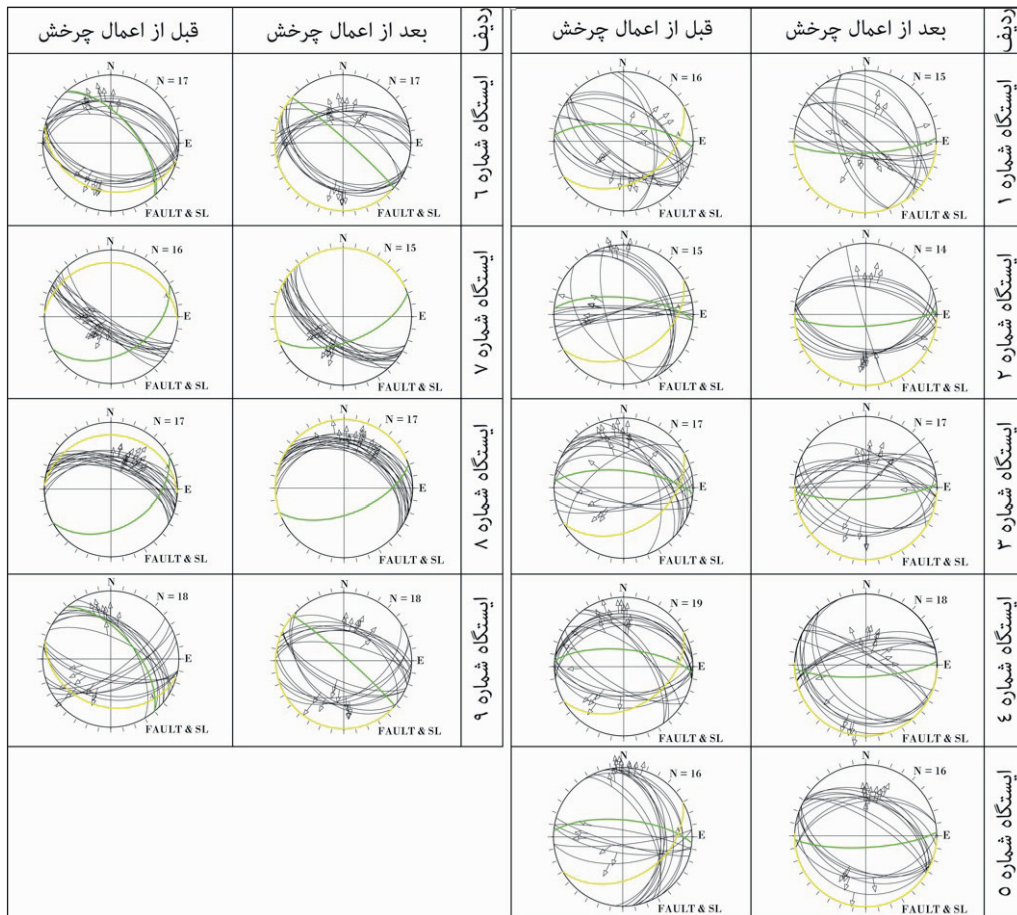 ردیف
بعد از اعمال چرخش
قبل از اعمال چرخش
ایستگاه شماره ۱
N
N = 15
E
FAULT & SL
N
N = 16
E
FAULT & SL
ایستگاه شماره ۲
N
N = 14
E
FAULT & SL
N
N = 15
E
FAULT & SL
ایستگاه شماره ۳
N
N = 17
E
FAULT & SL
N
N = 17
E
FAULT & SL
ایستگاه شماره ٤
N
N = 18
E
FAULT & SL
N
N = 19
E
FAULT & SL
ایستگاه شماره ٥
N
N = 16
E
FAULT & SL
N
N = 16
E
FAULT & SL
ردیف
بعد از اعمال چرخش
قبل از اعمال چرخش
ایستگاه شماره ٦
N
N = 17
E
FAULT & SL
N
N = 17
E
FAULT & SL
ایستگاه شماره ۷
N
N = 15
E
FAULT & SL
N
N = 16
E
FAULT & SL
ایستگاه شماره ۸
N
N = 17
E
FAULT & SL
N
N = 17
E
FAULT & SL
ایستگاه شماره ۹
N
N = 18
E
FAULT & SL
N
N = 18
E
FAULT & SL